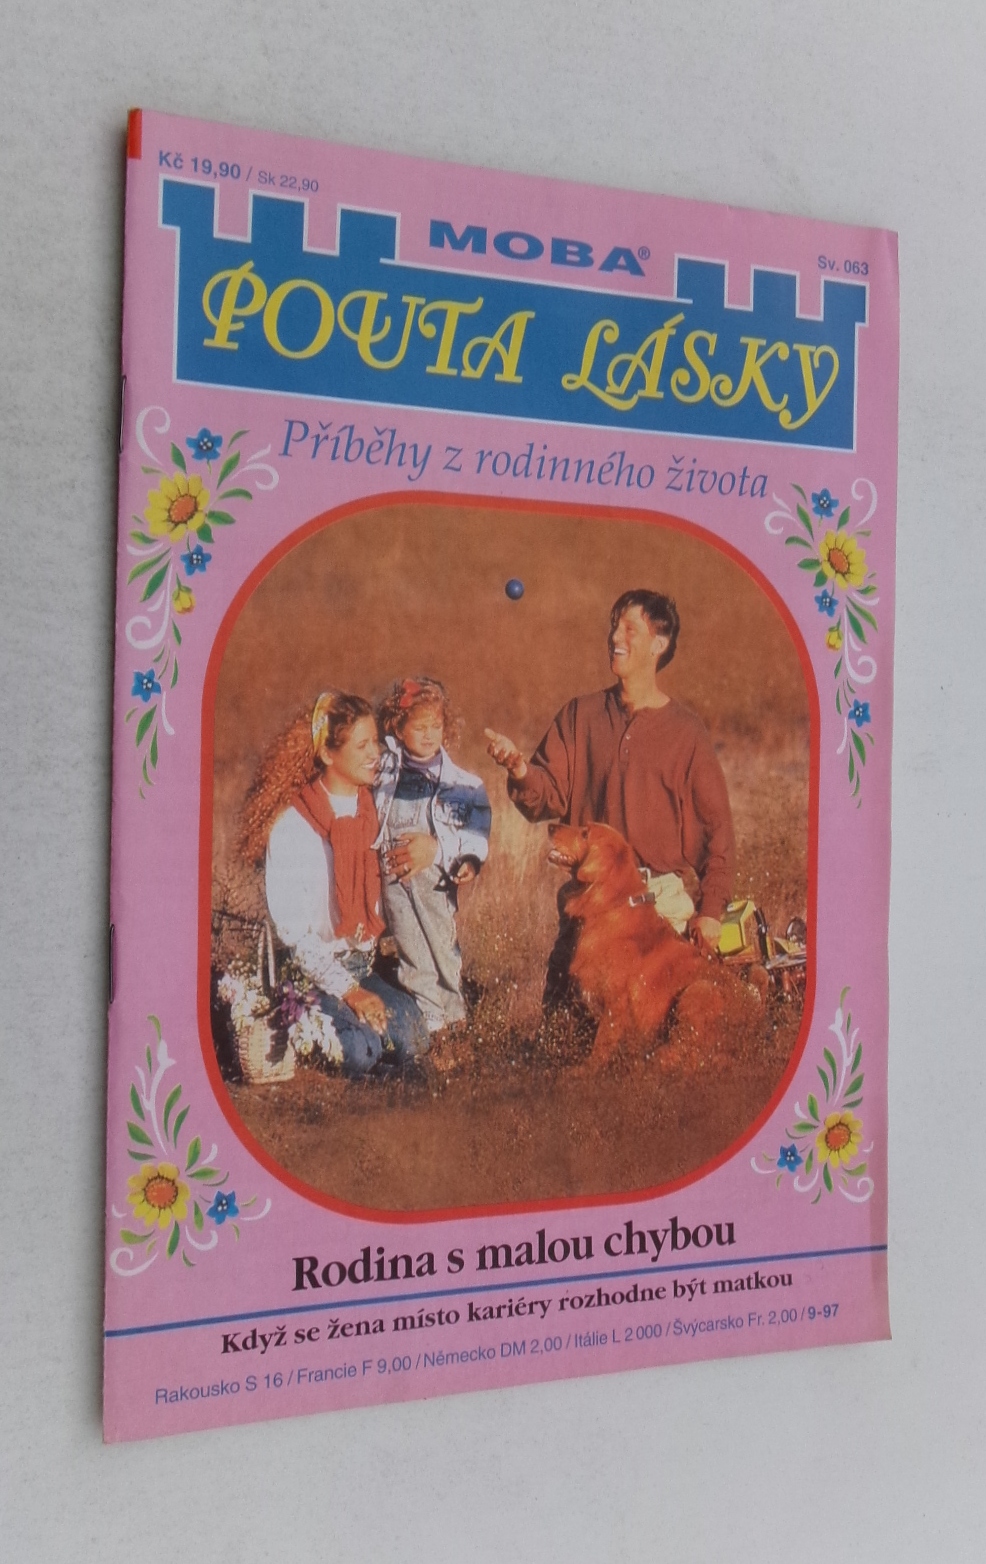 Kč 19,90 / Sk 22,90
MOBA®
Sv. 063
POUTA LÁSKY
Příběhy z rodinného života
Rodina s malou chybou
Když se žena místo kariéry rozhodne být matkou
Rakousko S 16 / Francie F 9,00 / Německo DM 2,00 / Itálie L 2 000 / Švýcarsko Fr. 2,00 / 9-97